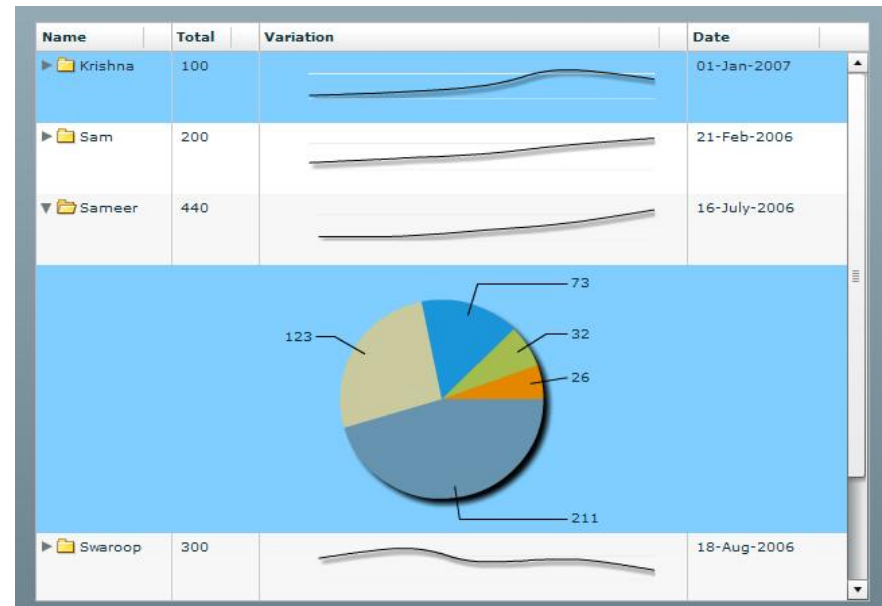 Name Total Variation Date
Krishna 100 01-Jan-2007
Sam 200 21-Feb-2006
Sameer 440 16-July-2006
73
123
32
26
211
Swaroop 300 18-Aug-2006